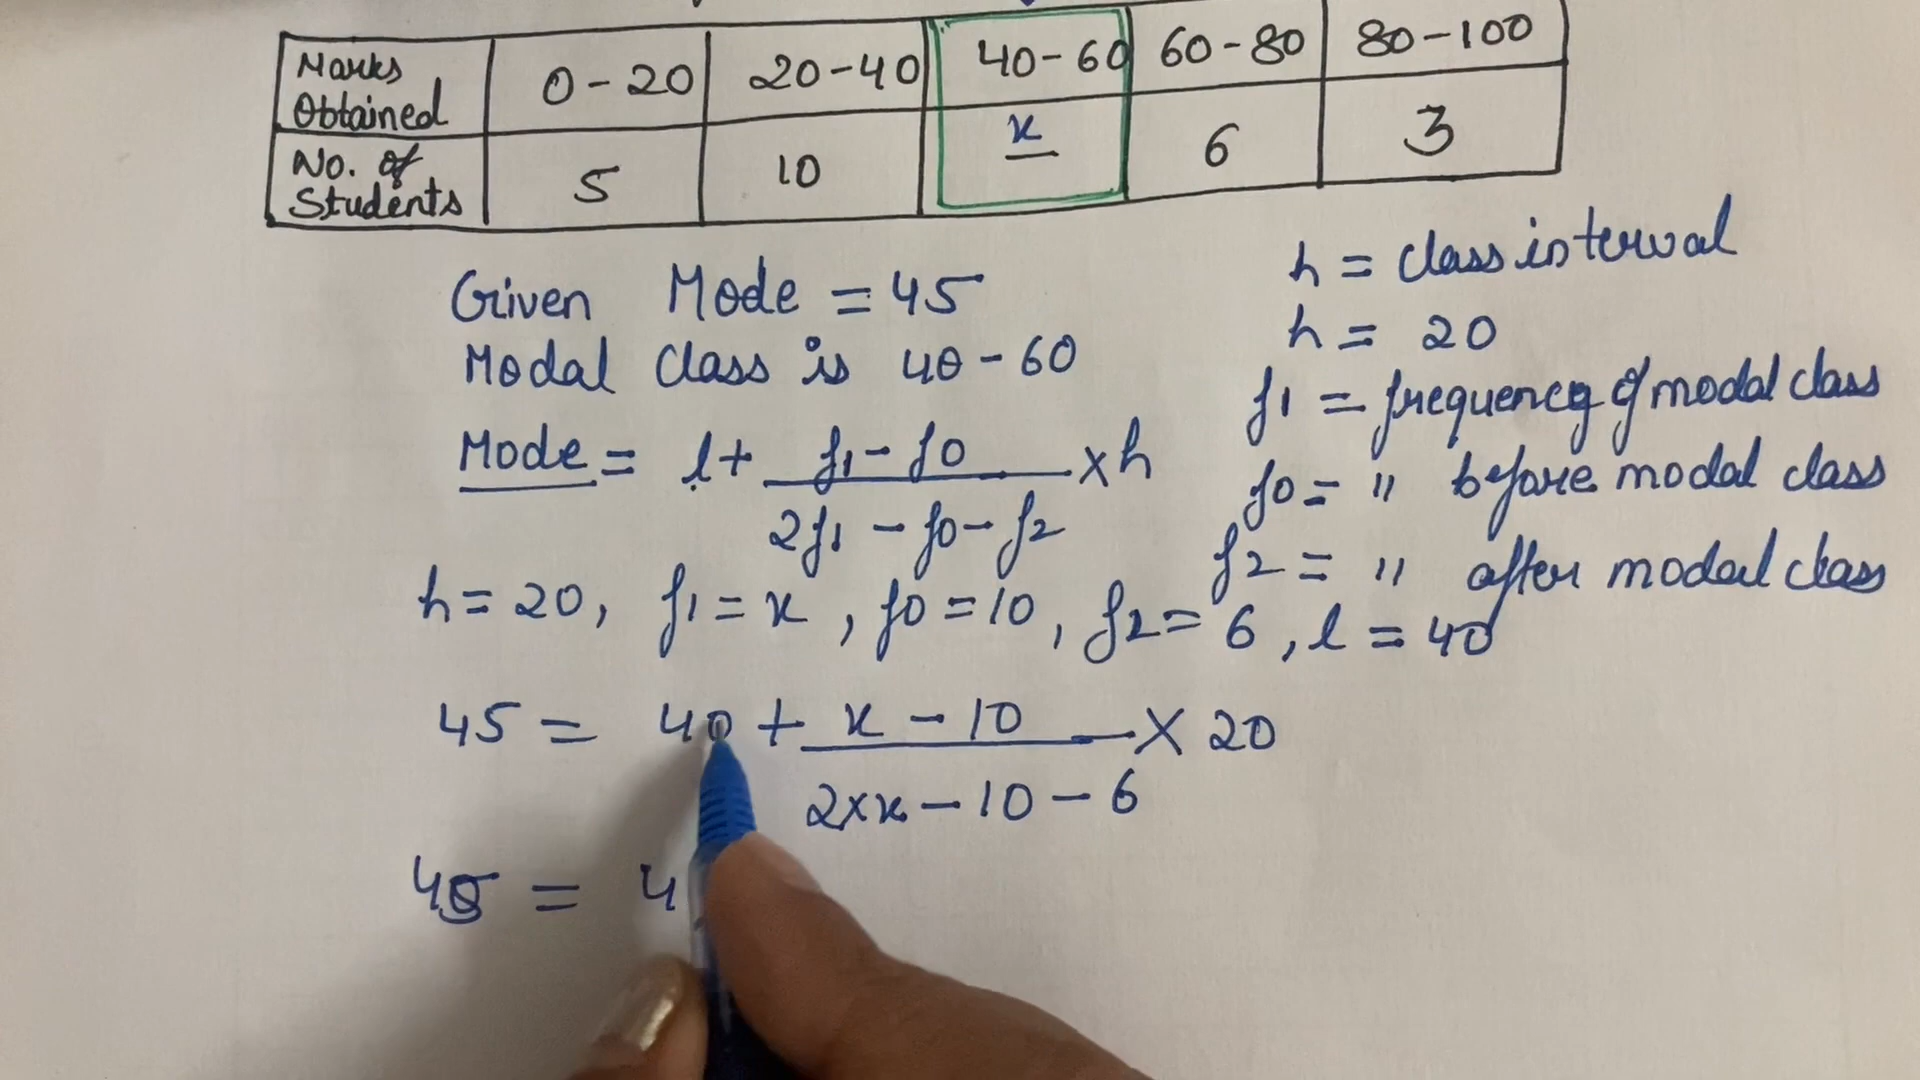 Marks Obtained 0-20 20-40 40-60 60-80 80-100
No. of Students 5 10 x 6 3
h = class interval
Given Mode = 45
h = 20
Modal Class is 40-60
f1 = frequency of modal class
Mode = l + f1 - f0 / 2f1 - f0 - f2 × h
f0 = " before modal class
f2 = " after modal class
h = 20, f1 = x, f0 = 10, f2 = 6, l = 40
45 = 40 + x - 10 / 2×x - 10 - 6 × 20
45 = 4